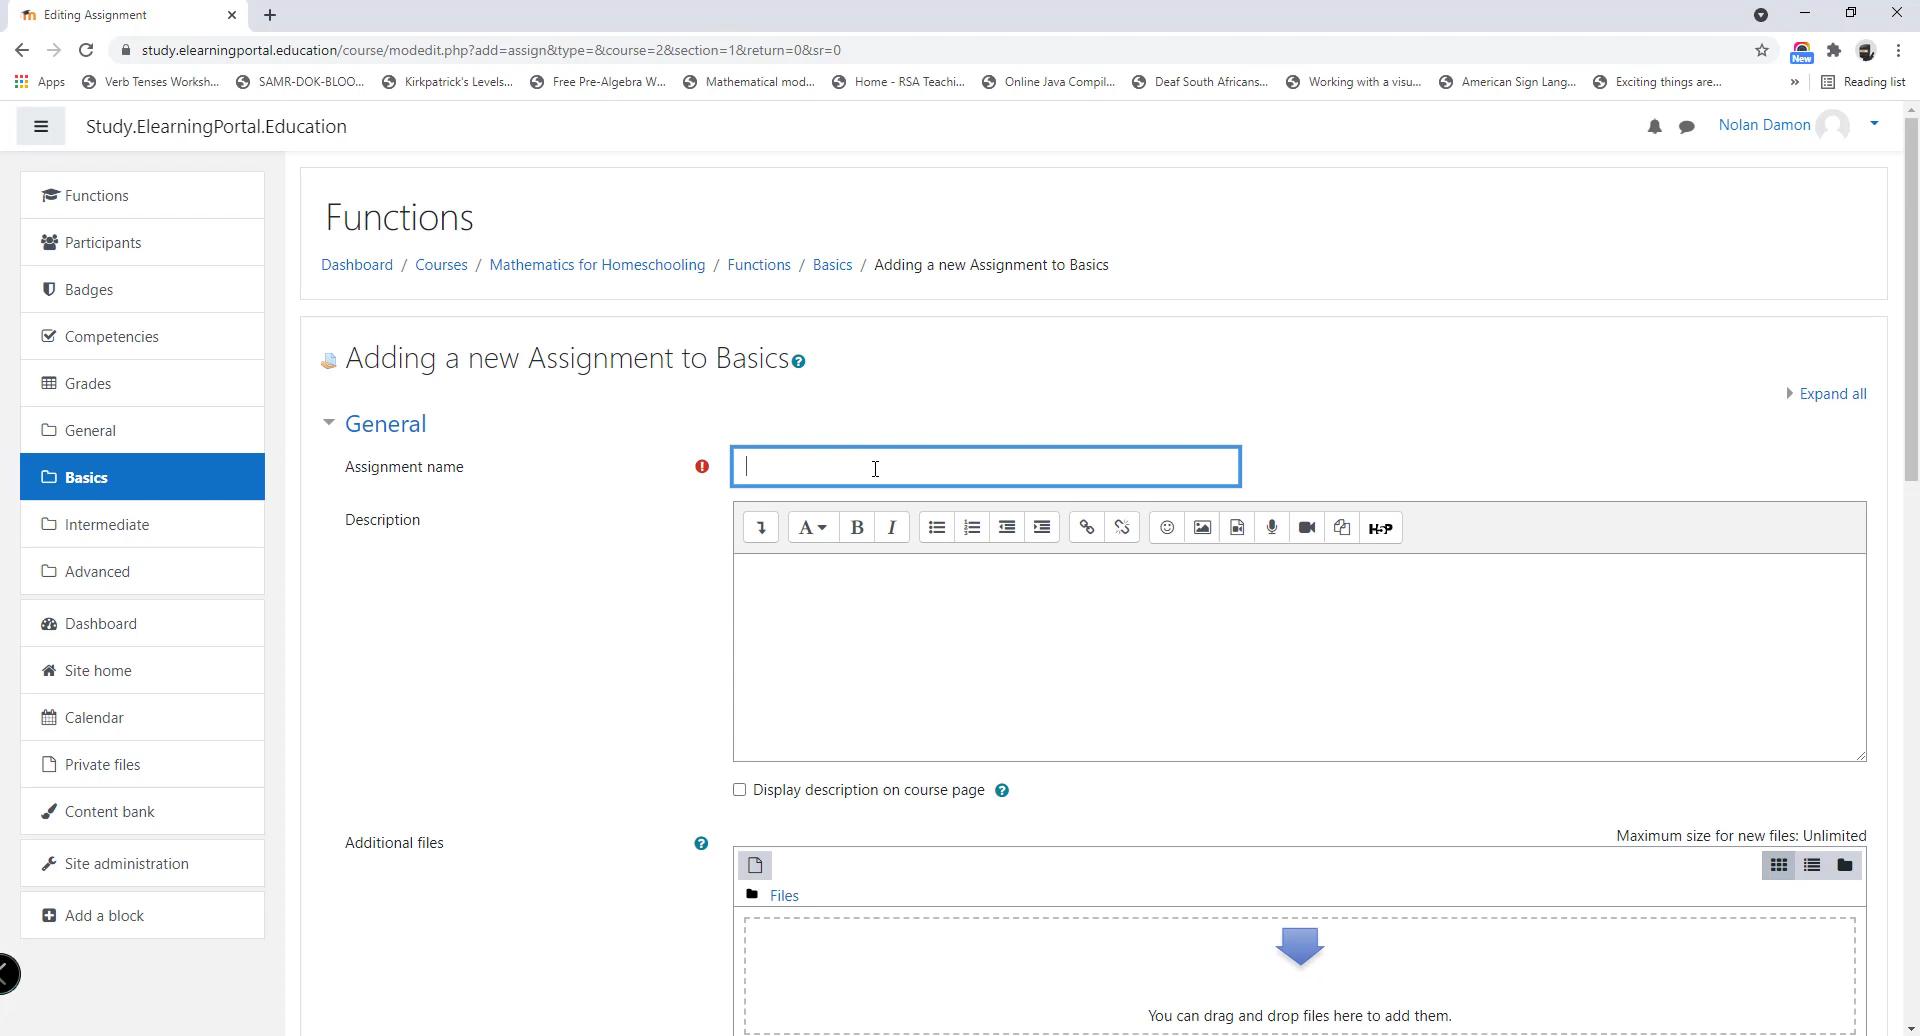 Editing Assignment
study.elearningportal.education/course/modedit.php?add=assign&type=&course=2&section=1&return=0&sr=0
New
Apps Verb Tenses Worksh... SAMR-DOK-BLOO... Kirkpatrick's Levels... Free Pre-Algebra W... Mathematical mod... Home - RSA Teachi... Online Java Compil... Deaf South Africans... Working with a visu... American Sign Lang... Exciting things are... » Reading list
Study.ElearningPortal.Education
Nolan Damon
Functions
Participants
Badges
Competencies
Grades
General
Basics
Intermediate
Advanced
Dashboard
Site home
Calendar
Private files
Content bank
Site administration
Add a block
Functions
Dashboard / Courses / Mathematics for Homeschooling / Functions / Basics / Adding a new Assignment to Basics
Adding a new Assignment to Basics
Expand all
General
Assignment name
Description
A B I H5P
Display description on course page
Additional files
Maximum size for new files: Unlimited
Files
You can drag and drop files here to add them.